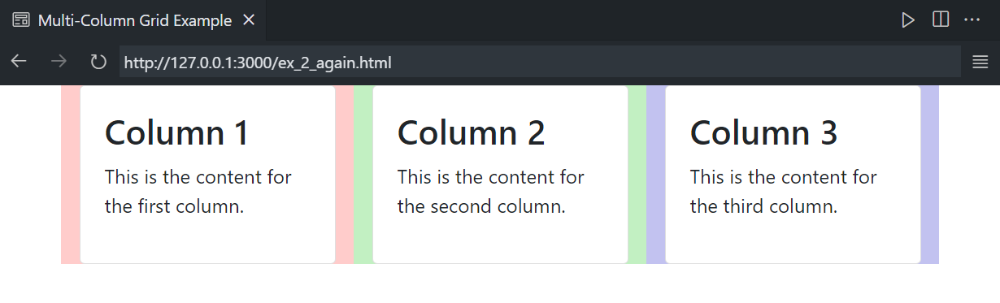 Multi-Column Grid Example
http://127.0.0.1:3000/ex_2_again.html
Column 1
This is the content for
the first column.
Column 2
This is the content for
the second column.
Column 3
This is the content for
the third column.